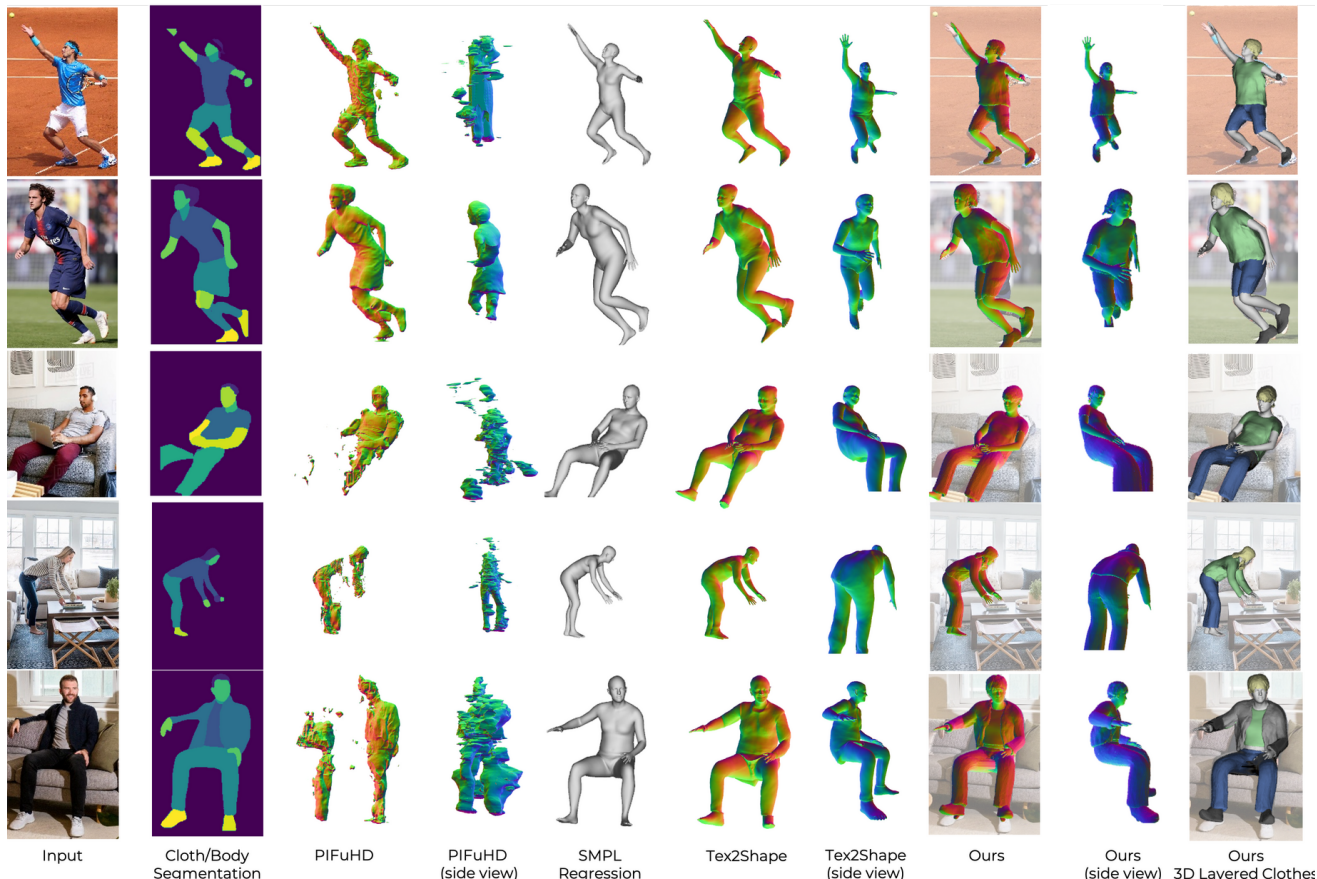 Input
Cloth/Body
Segmentation
PIFuHD
PIFuHD
(side view)
SMPL
Regression
Tex2Shape
Tex2Shape
(side view)
Ours
Ours
(side view)
Ours
3D Layered Clothes